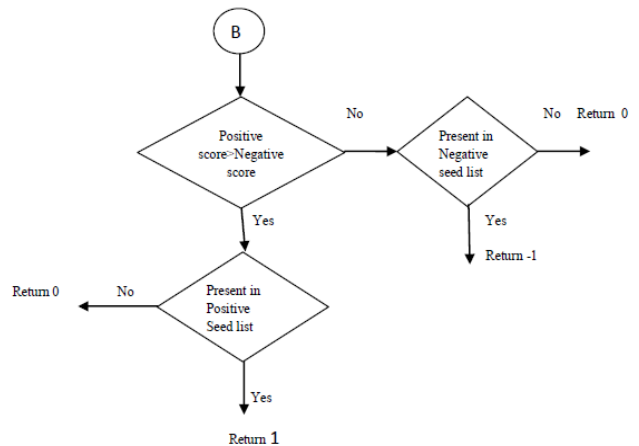 B
Positive
score>Negative
score
No
Present in
Negative
seed list
No Return 0
Yes
Return -1
Yes
Present in
Positive
Seed list
No
Return 0
Yes
Return 1